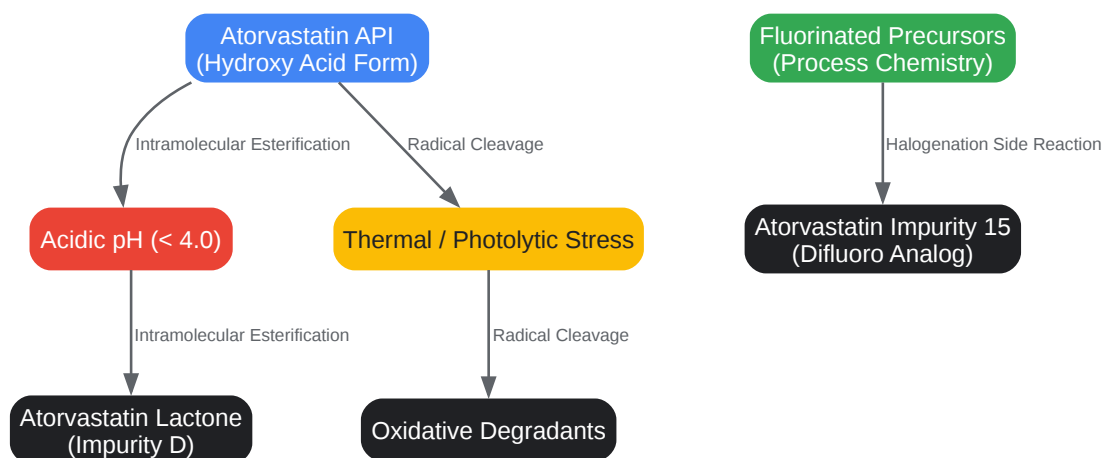 Atorvastatin API
(Hydroxy Acid Form)
Fluorinated Precursors
(Process Chemistry)
Intramolecular Esterification
Radical Cleavage
Halogenation Side Reaction
Acidic pH (< 4.0)
Thermal / Photolytic Stress
Atorvastatin Impurity 15
(Difluoro Analog)
Intramolecular Esterification
Radical Cleavage
Atorvastatin Lactone
(Impurity D)
Oxidative Degradants